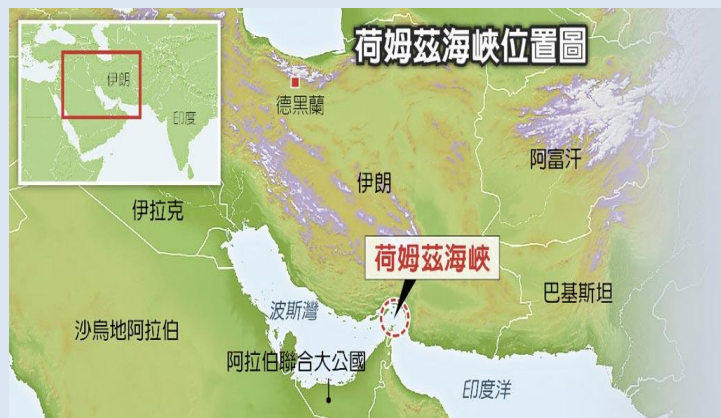 荷姆茲海峽位置圖
伊朗
印度
德黑蘭
阿富汗
伊朗
伊拉克
荷姆茲海峽
巴基斯坦
波斯灣
沙烏地阿拉伯
阿拉伯聯合大公國
印度洋